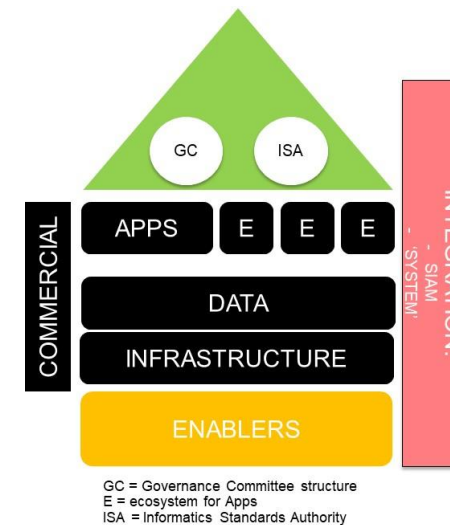 GC
ISA
COMMERCIAL
APPS
E
E
E
DATA
INFRASTRUCTURE
ENABLERS
INTEGRATION:
- SIAM
- 'SYSTEM'
GC = Governance Committee structure
E = ecosystem for Apps
ISA = Informatics Standards Authority